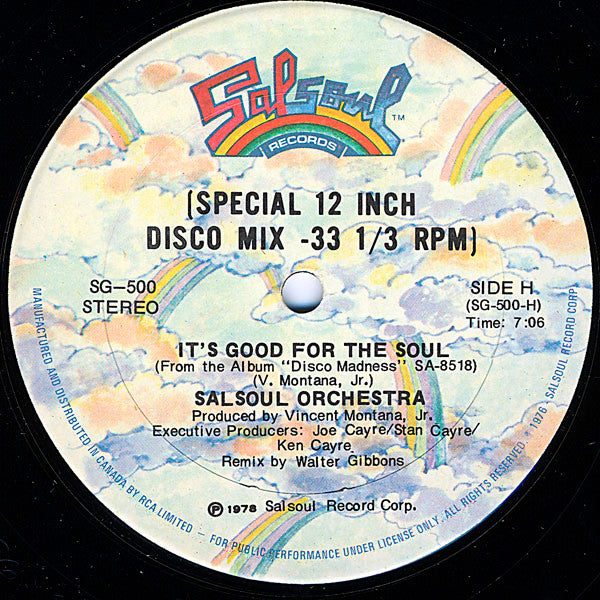 Salsoul TM
RECORDS
(SPECIAL 12 INCH
DISCO MIX -33 1/3 RPM)
SG-500
STEREO
SIDE H
(SG-500-H)
Time: 7:06
IT'S GOOD FOR THE SOUL
(From the Album "Disco Madness" SA-8518)
(V. Montana, Jr.)
SALSOUL ORCHESTRA
Produced by Vincent Montana, Jr.
Executive Producers: Joe Cayre/Stan Cayre/
Ken Cayre
Remix by Walter Gibbons
℗ 1978 Salsoul Record Corp.
MANUFACTURED AND DISTRIBUTED IN CANADA BY RCA LIMITED – FOR PUBLIC PERFORMANCE UNDER LICENSE ONLY. ALL RIGHTS RESERVED ℗ 1976 - SALSOUL RECORD CORP.